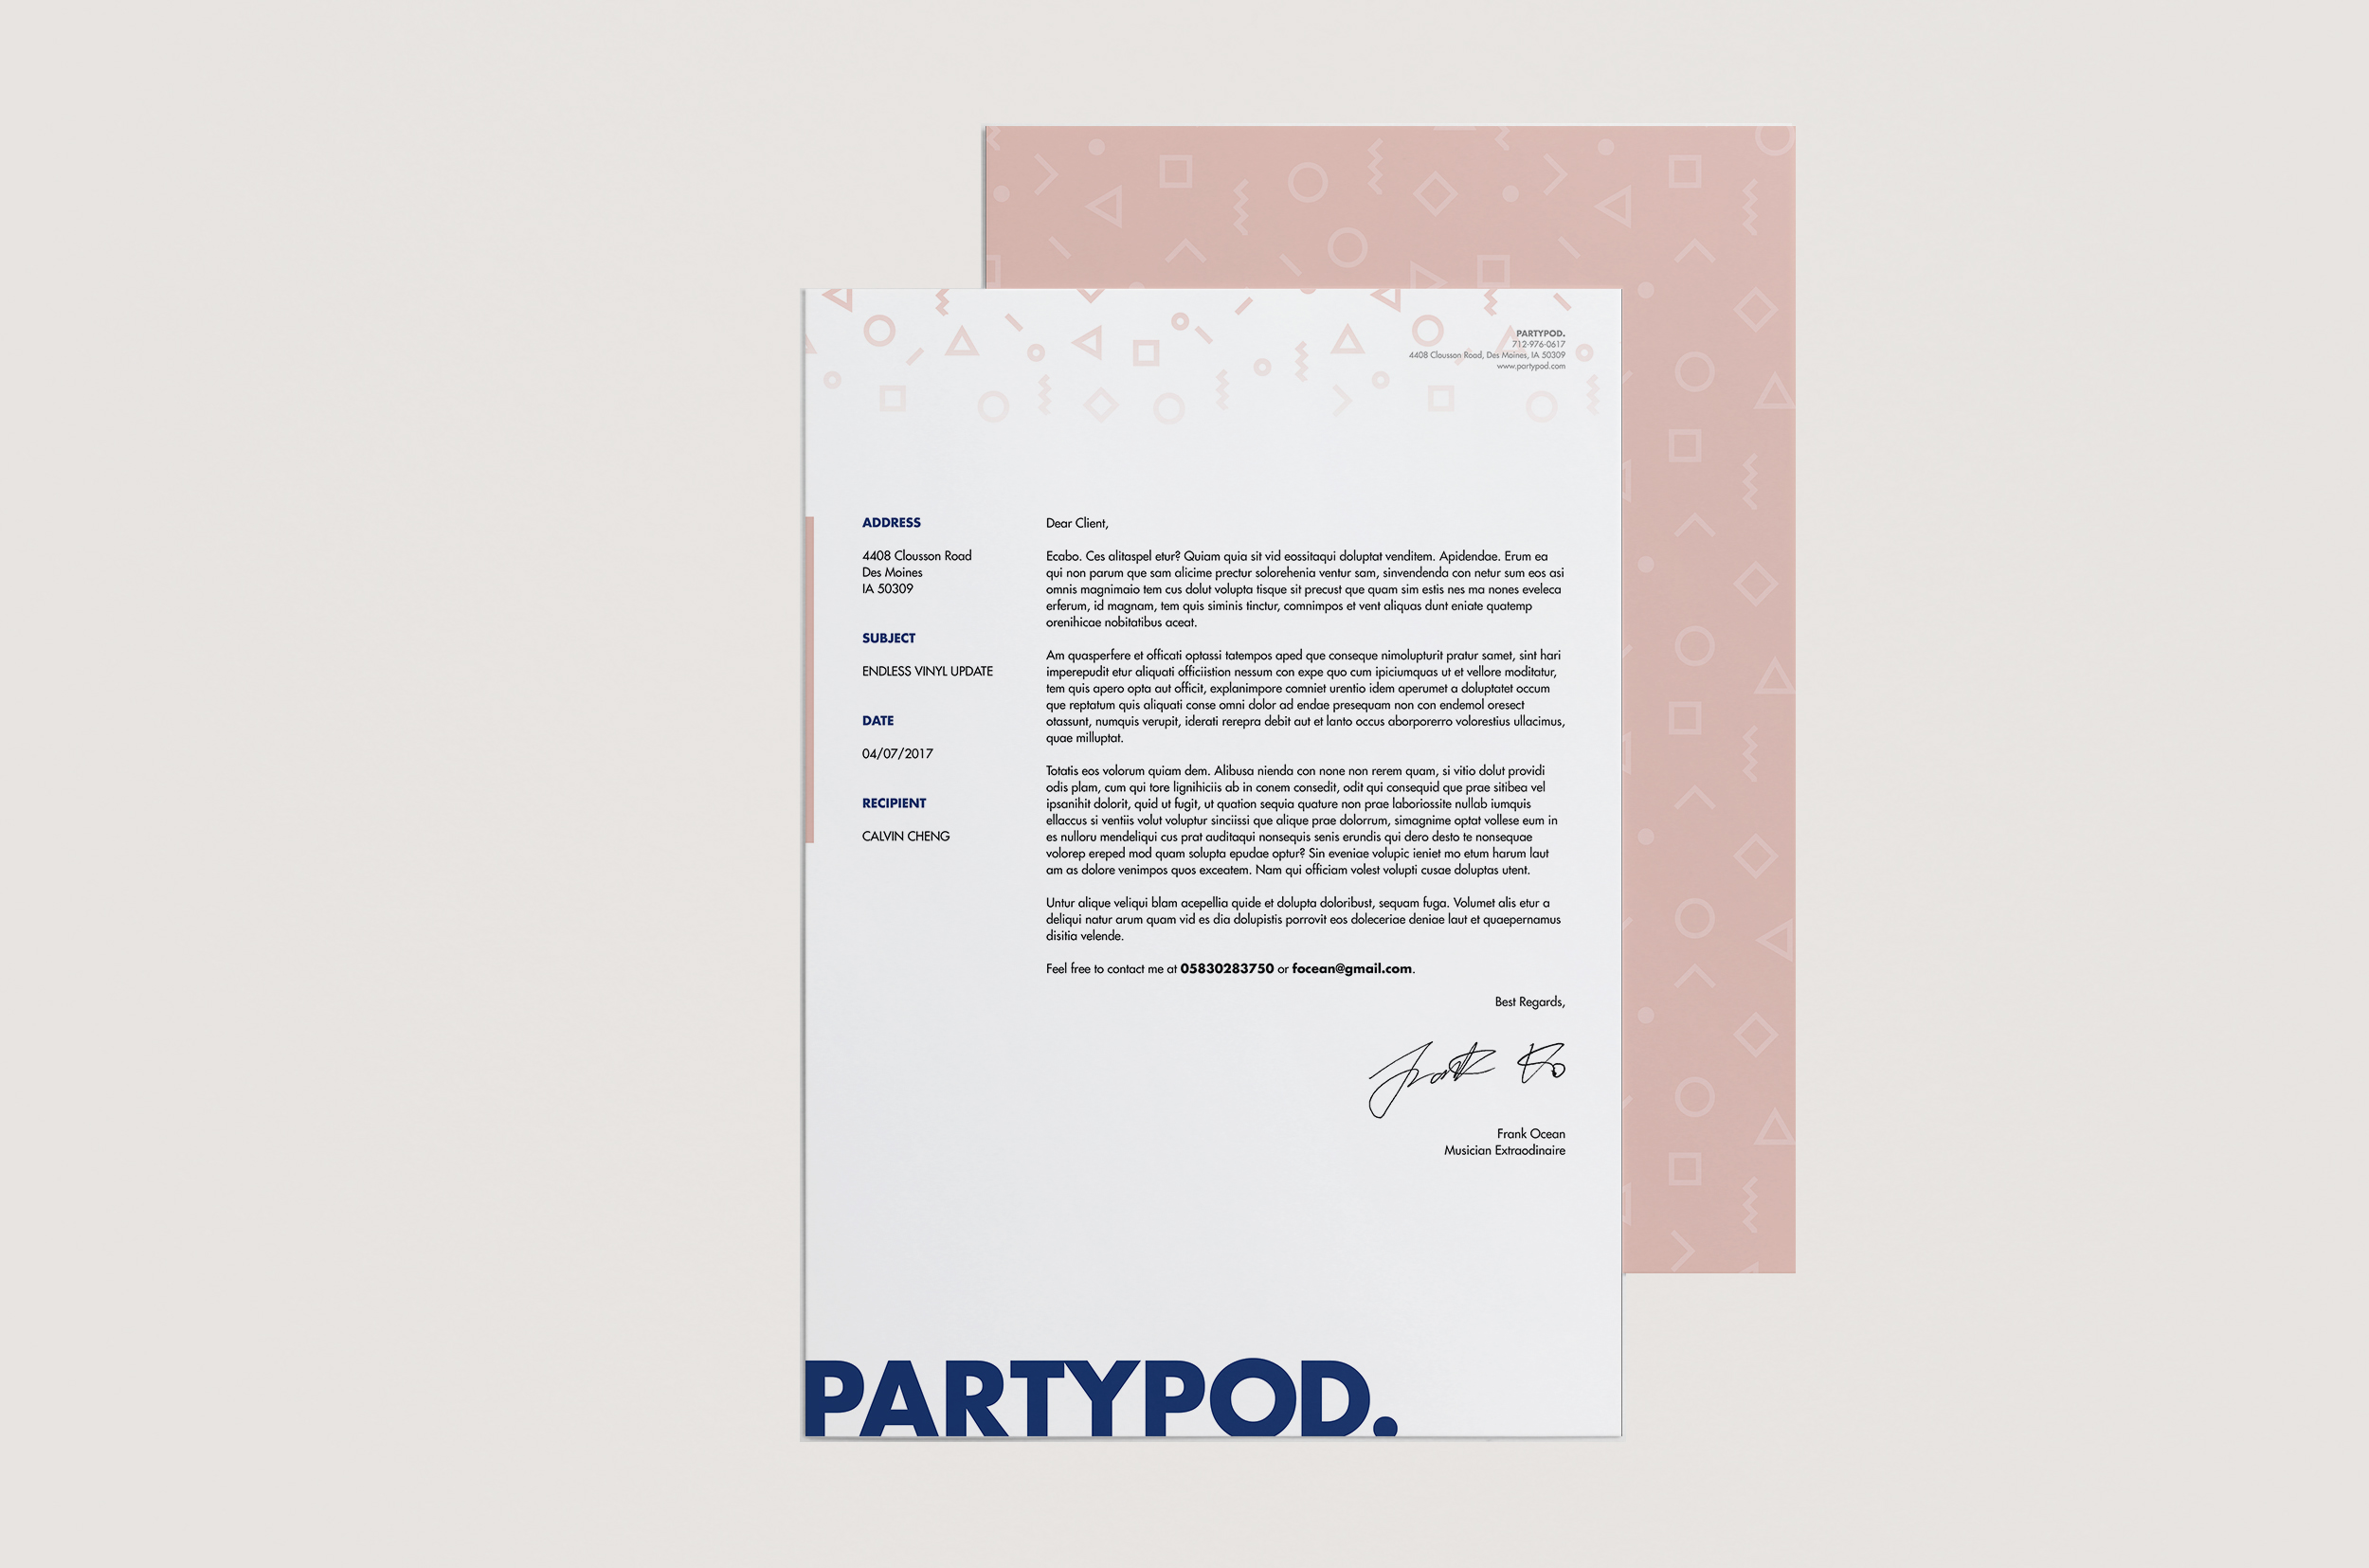 PARTYPOD.
712-976-0617
4408 Clousson Road, Des Moines, IA 50309
www.partypod.com
ADDRESS
4408 Clousson Road
Des Moines
IA 50309
SUBJECT
ENDLESS VINYL UPDATE
DATE
04/07/2017
RECIPIENT
CALVIN CHENG
Dear Client,
Ecabo. Ces alitaspel etur? Quiam quia sit vid eossitaqui doluptat venditem. Apidendae. Erum ea
qui non parum que sam alicime prectur solorehenia ventur sam, sinvendenda con netur sum eos asi
omnis magnimaio tem cus dolut volupta tisque sit precust que quam sim estis nes ma nones eveleca
erferum, id magnam, tem quis siminis tinctur, comnimpos et vent aliquas dunt eniate quatemp
orenihicae nobitatibus aceat.
Am quasperfere et officati optassi tatempos aped que conseque nimolupturit pratur samet, sint hari
imperepudit etur aliquati officiistion nessum con expe quo cum ipiciumquas ut et vellore moditatur,
tem quis apero opta aut officit, explanimpore comniet urentio idem aperumet a doluptatet occum
que reptatum quis aliquati conse omni dolor ad endae presequam non con endemol oresect
otassunt, numquis verupit, iderati rerepra debit aut et lanto occus aborporerro volorestius ullacimus,
quae milluptat.
Totatis eos volorum quiam dem. Alibusa nienda con none non rerem quam, si vitio dolut providi
odis plam, cum qui tore lignihiciis ab in conem consedit, odit qui consequid que prae sitibea vel
ipsanihit dolorit, quid ut fugit, ut quation sequia quature non prae laboriossite nullab iumquis
ellaccus si ventiis volut voluptur sinciissi que alique prae dolorrum, simagnime optat vollese eum in
es nulloru mendeliqui cus prat auditaqui nonsequis senis erundis qui dero desto te nonsequae
volorep ereped mod quam solupta epudae optur? Sin eveniae volupic ieniet mo etum harum laut
am as dolore venimpos quos exceatem. Nam qui officiam volest volupti cusae doluptas utent.
Untur alique veliqui blam acepellia quide et dolupta doloribust, sequam fuga. Volumet alis etur a
deliqui natur arum quam vid es dia dolupistis porrovit eos doleceriae deniae laut et quaepernamus
disitia velende.
Feel free to contact me at 05830283750 or focean@gmail.com.
Best Regards,
Frank Ocean
Musician Extraodinaire
PARTYPOD.